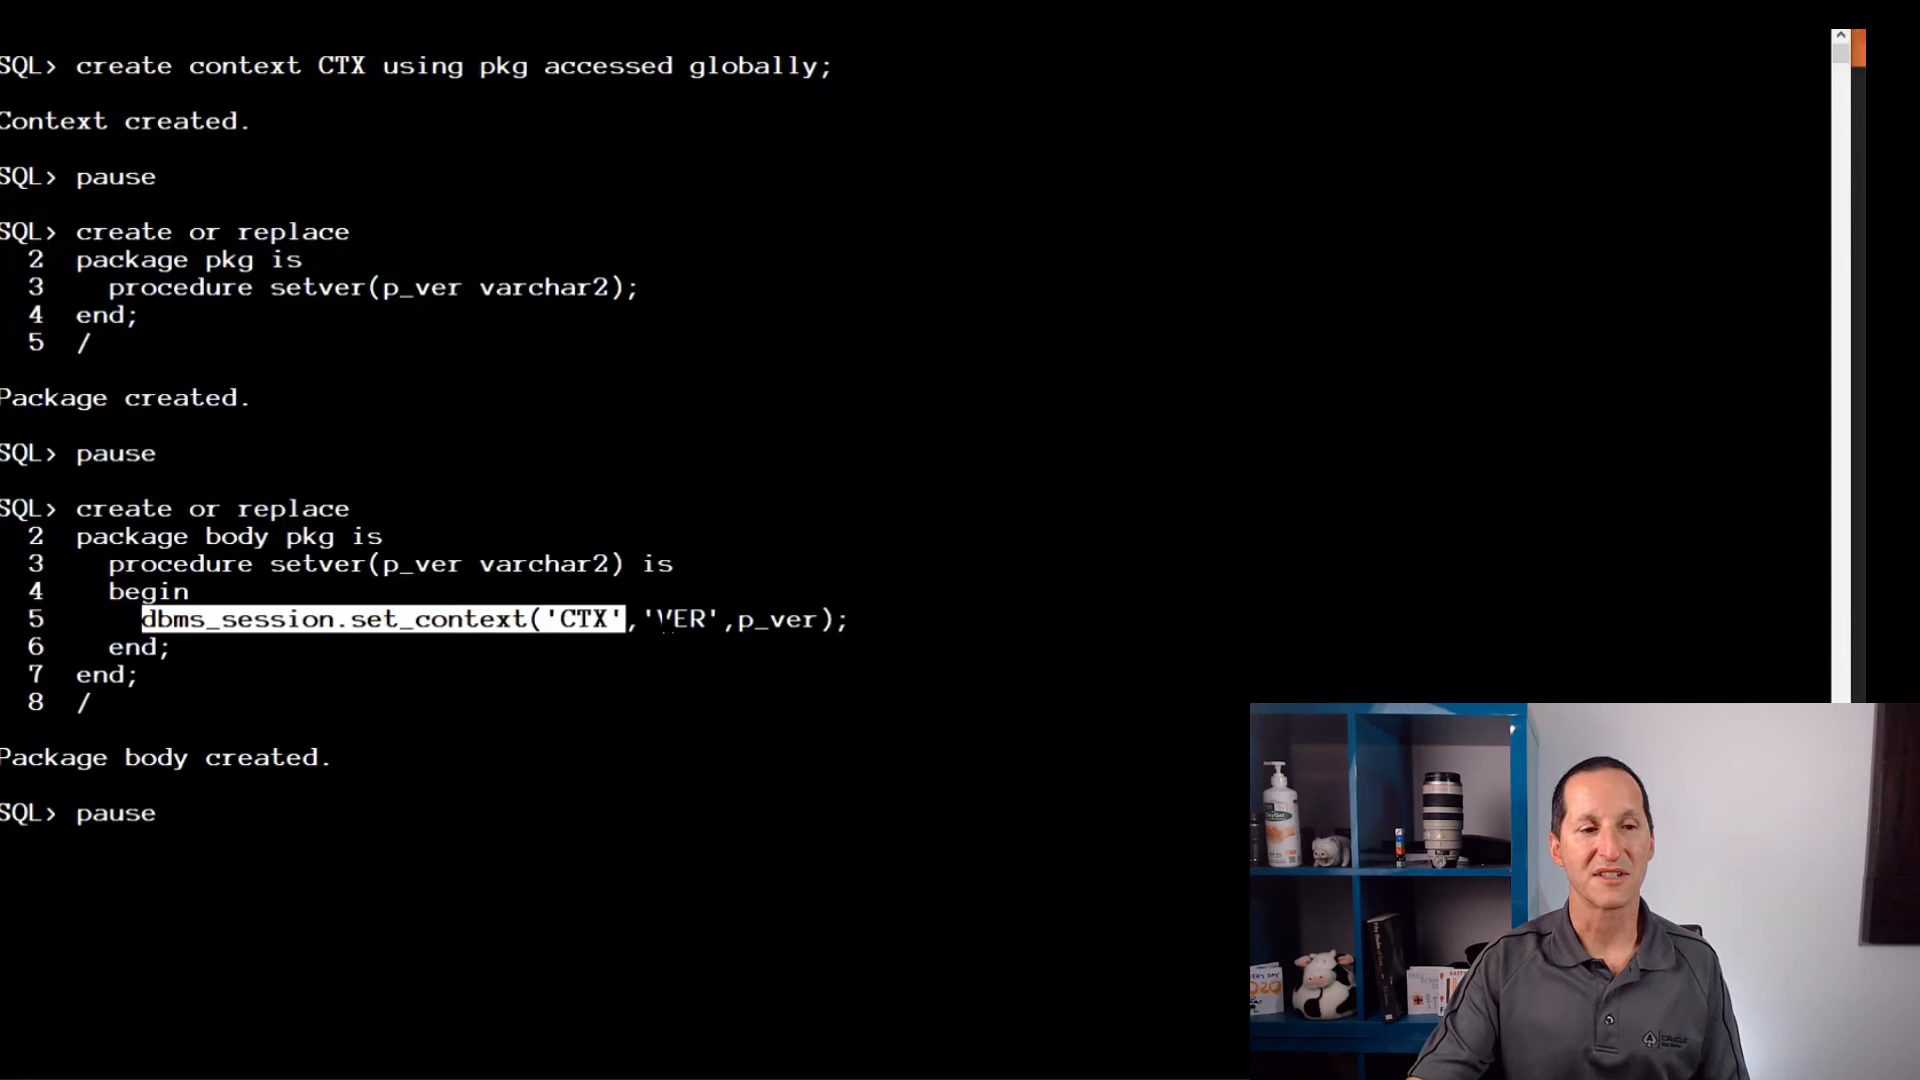 SQL> create context CTX using pkg accessed globally;
Context created.
SQL> pause
SQL> create or replace
2 package pkg is
3 procedure setver(p_ver varchar2);
4 end;
5 /
Package created.
SQL> pause
SQL> create or replace
2 package body pkg is
3 procedure setver(p_ver varchar2) is
4 begin
5 dbms_session.set_context('CTX','VER',p_ver);
6 end;
7 end;
8 /
Package body created.
SQL> pause
2020
ORACLE